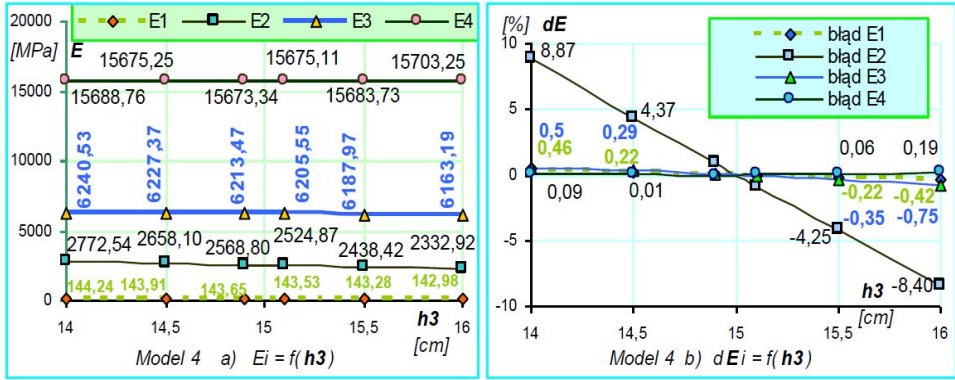 E1 E2 E3 E4
20000
[MPa] E
15675,25 15675,11 15703,25
15000
15688,76 15673,34 15683,73
10000
6240,53 6227,37 6213,47 6205,55 6187,97 6163,19
5000
2772,54 2658,10 2568,80 2524,87 2438,42 2332,92
144,24 143,91 143,65 143,53 143,28 142,98
0
14 14,5 15 15,5 16
h3
[cm]
Model 4 a) Ei = f(h3)
[%] dE
10
8,87
błąd E1
błąd E2
błąd E3
błąd E4
5
4,37
0,5 0,29 0,06 0,19
0,46 0,22
0
0,09 0,01 -0,22 -0,42
-0,35 -0,75
-4,25
-5
-8,40
-10
h3
14 14,5 15 15,5 16
[cm]
Model 4 b) dEi = f(h3)